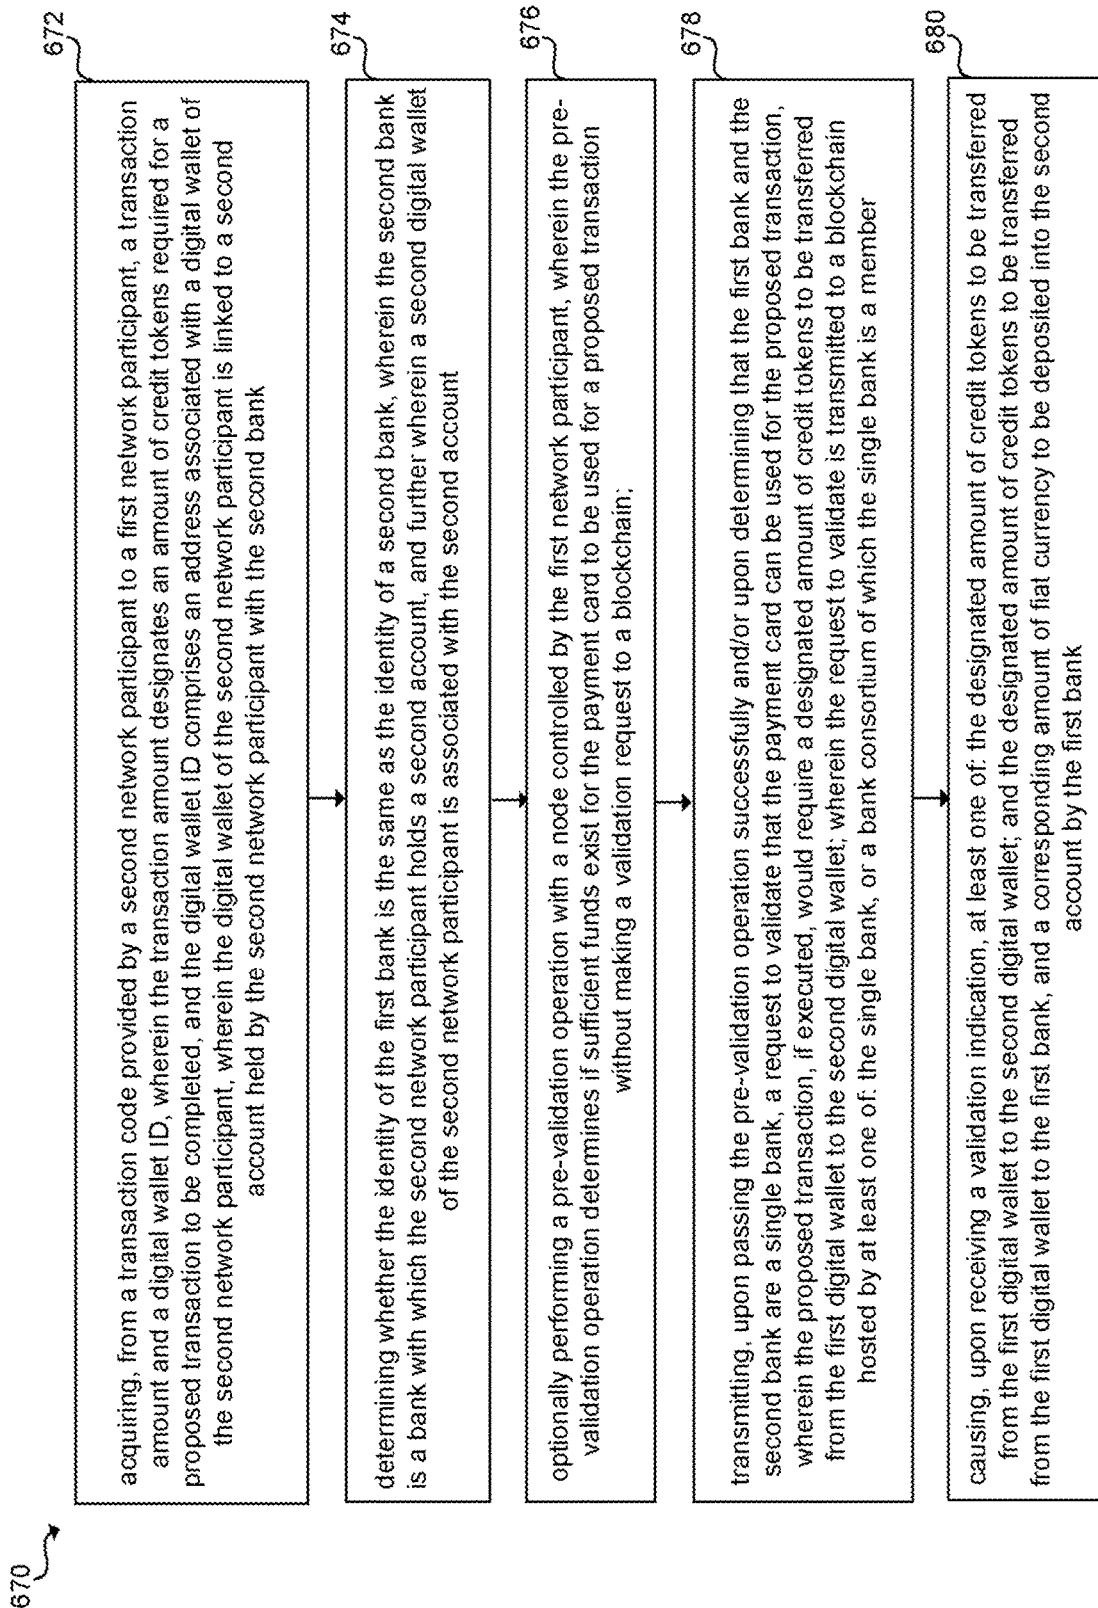 670
672
acquiring, from a transaction code provided by a second network participant to a first network participant, a transaction
amount and a digital wallet ID, wherein the transaction amount designates an amount of credit tokens required for a
proposed transaction to be completed, and the digital wallet ID comprises an address associated with a digital wallet of
the second network participant, wherein the digital wallet of the second network participant is linked to a second
account held by the second network participant with the second bank
674
determining whether the identity of the first bank is the same as the identity of a second bank, wherein the second bank
is a bank with which the second network participant holds a second account, and further wherein a second digital wallet
of the second network participant is associated with the second account
676
optionally performing a pre-validation operation with a node controlled by the first network participant, wherein the pre-
validation operation determines if sufficient funds exist for the payment card to be used for a proposed transaction
without making a validation request to a blockchain;
678
transmitting, upon passing the pre-validation operation successfully and/or upon determining that the first bank and the
second bank are a single bank, a request to validate that the payment card can be used for the proposed transaction,
wherein the proposed transaction, if executed, would require a designated amount of credit tokens to be transferred
from the first digital wallet to the second digital wallet; wherein the request to validate is transmitted to a blockchain
hosted by at least one of: the single bank, or a bank consortium of which the single bank is a member
680
causing, upon receiving a validation indication, at least one of: the designated amount of credit tokens to be transferred
from the first digital wallet to the second digital wallet; and the designated amount of credit tokens to be transferred
from the first digital wallet to the first bank, and a corresponding amount of fiat currency to be deposited into the second
account by the first bank